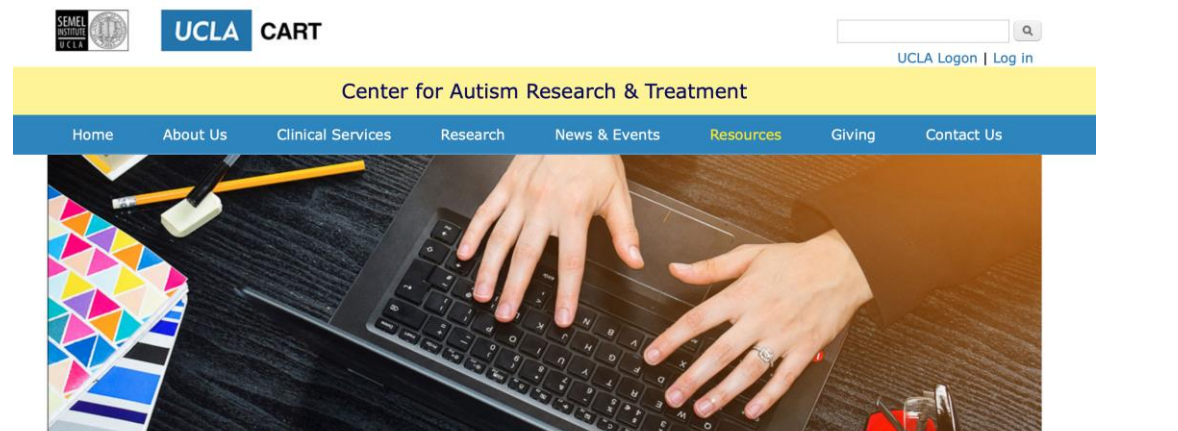 SEMEL
INSTITUTE
UCLA
UCLA CART
UCLA Logon | Log in
Center for Autism Research & Treatment
Home About Us Clinical Services Research News & Events Resources Giving Contact Us